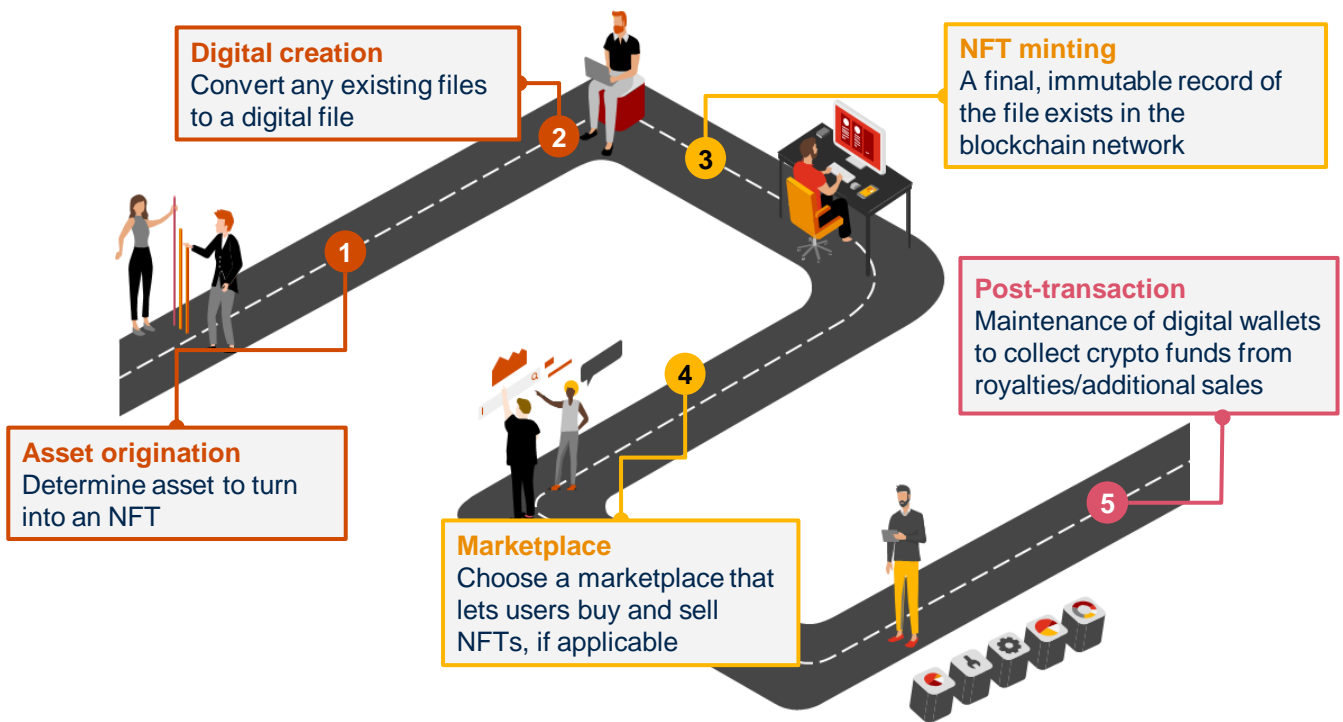 1
Asset origination
Determine asset to turn
into an NFT
2
Digital creation
Convert any existing files
to a digital file
3
NFT minting
A final, immutable record of
the file exists in the
blockchain network
4
Marketplace
Choose a marketplace that
lets users buy and sell
NFTs, if applicable
5
Post-transaction
Maintenance of digital wallets
to collect crypto funds from
royalties/additional sales